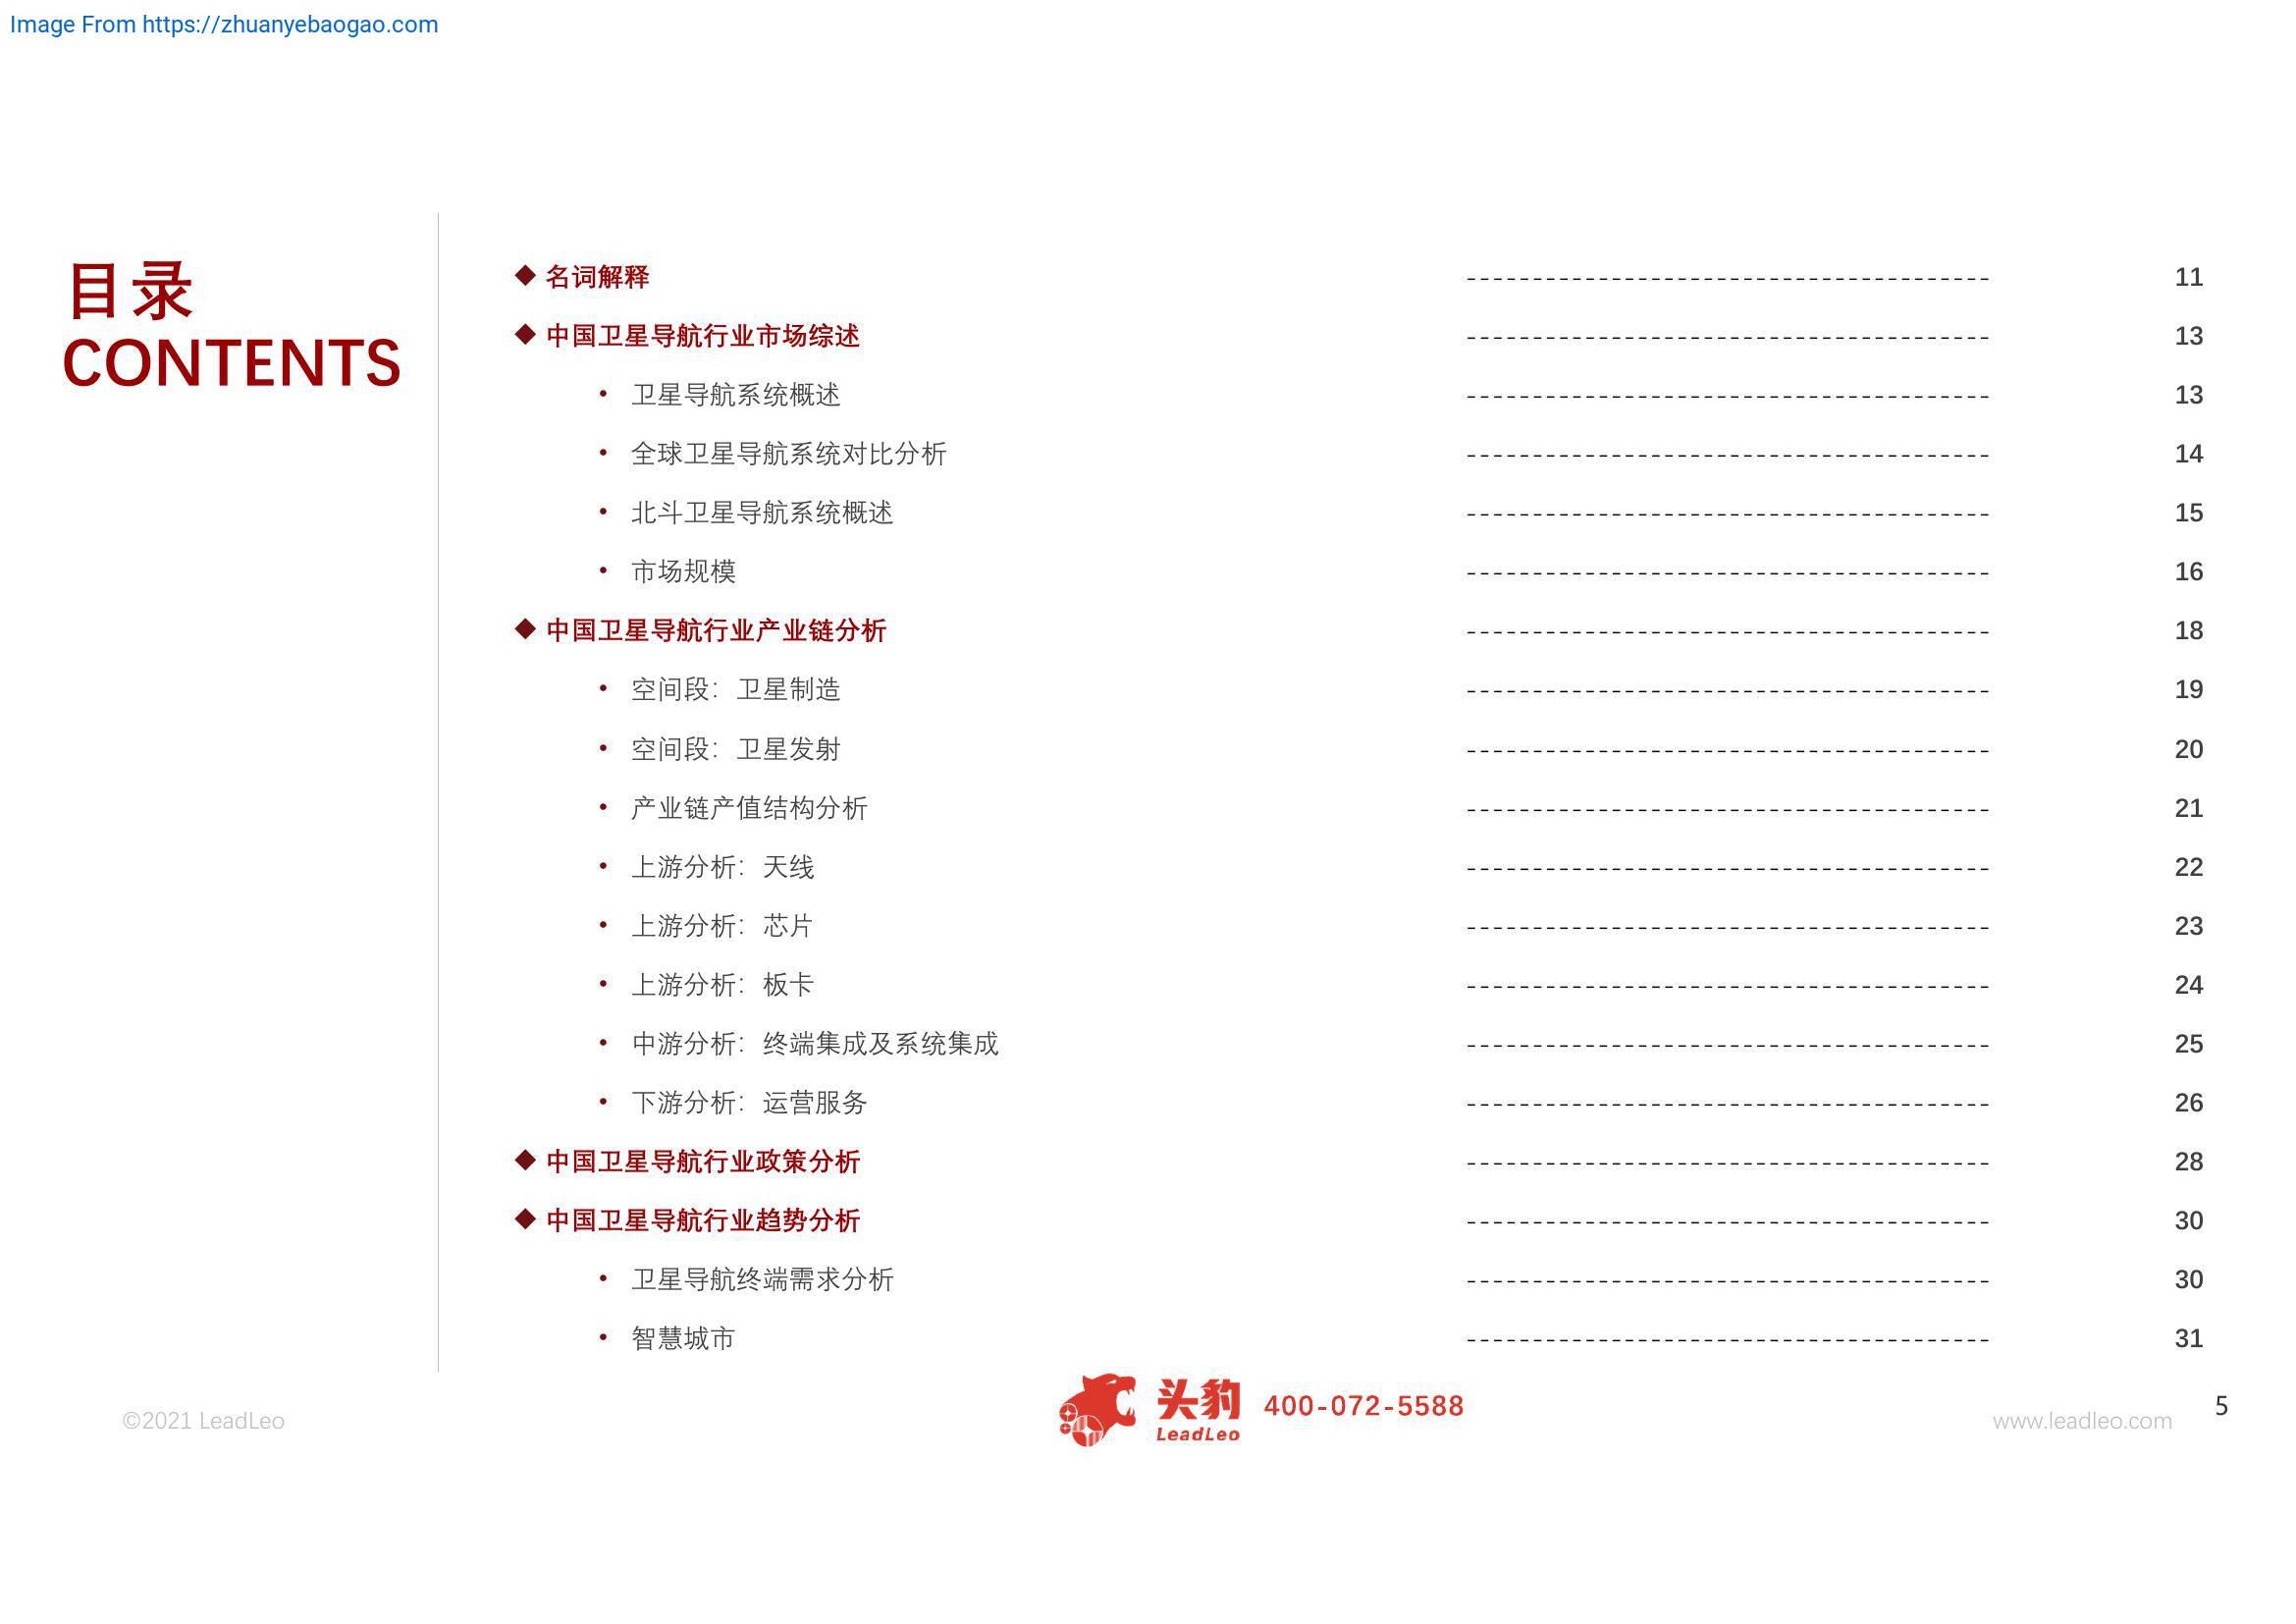 Image From https://zhuanyebaogao.com
目录
CONTENTS
◆ 名词解释 ---------------------------------------- 11
◆ 中国卫星导航行业市场综述 ---------------------------------------- 13
• 卫星导航系统概述 ---------------------------------------- 13
• 全球卫星导航系统对比分析 ---------------------------------------- 14
• 北斗卫星导航系统概述 ---------------------------------------- 15
• 市场规模 ---------------------------------------- 16
◆ 中国卫星导航行业产业链分析 ---------------------------------------- 18
• 空间段：卫星制造 ---------------------------------------- 19
• 空间段：卫星发射 ---------------------------------------- 20
• 产业链产值结构分析 ---------------------------------------- 21
• 上游分析：天线 ---------------------------------------- 22
• 上游分析：芯片 ---------------------------------------- 23
• 上游分析：板卡 ---------------------------------------- 24
• 中游分析：终端集成及系统集成 ---------------------------------------- 25
• 下游分析：运营服务 ---------------------------------------- 26
◆ 中国卫星导航行业政策分析 ---------------------------------------- 28
◆ 中国卫星导航行业趋势分析 ---------------------------------------- 30
• 卫星导航终端需求分析 ---------------------------------------- 30
• 智慧城市 ---------------------------------------- 31
©2021 LeadLeo
头豹
LeadLeo
400-072-5588
www.leadleo.com
5